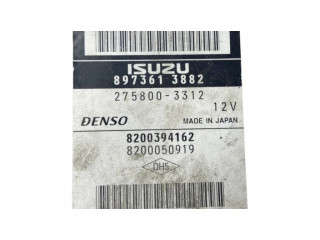 ISUZU
897361 3882
275800-3312
12V
DENSO
MADE IN JAPAN
8200394162
8200050919
DH5